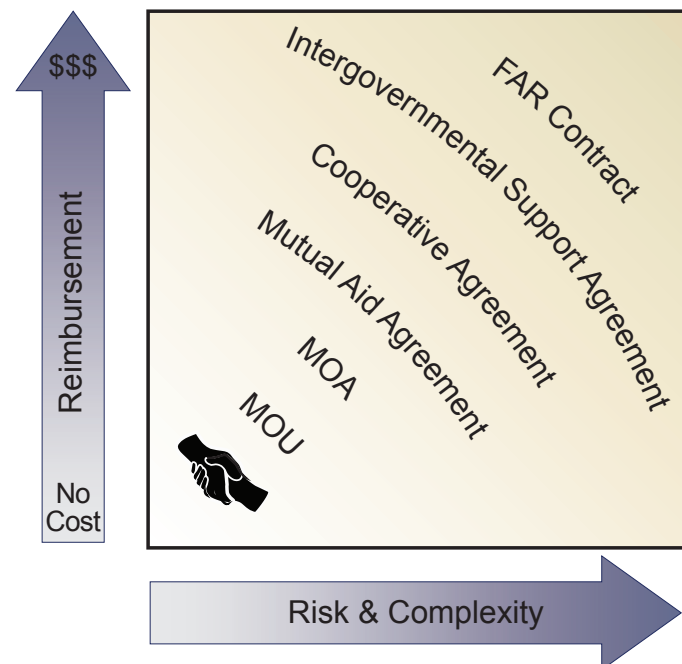 $$$
Reimbursement
No
Cost
FAR Contract
Intergovernmental Support Agreement
Cooperative Agreement
Mutual Aid Agreement
MOA
MOU
Risk & Complexity